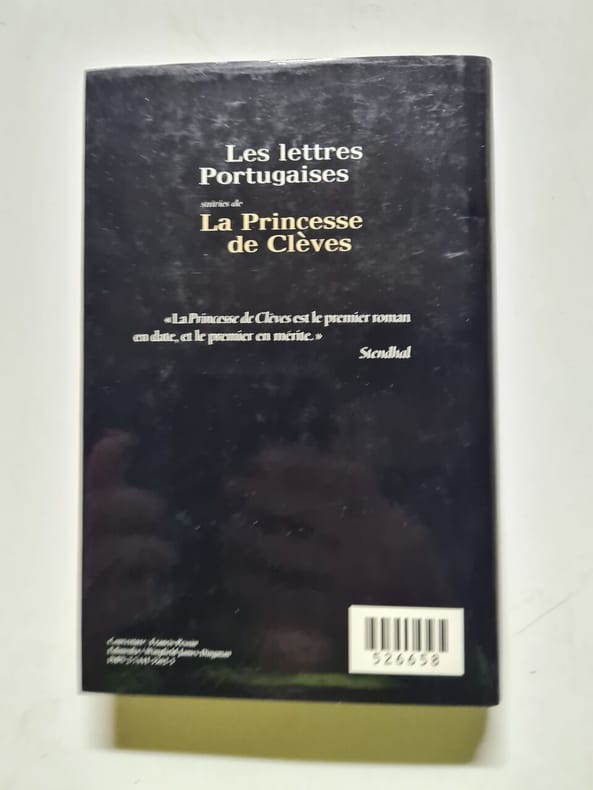 Les lettres
Portugaises
suivies de
La Princesse
de Clèves
« La Princesse de Clèves est le premier roman
en date, et le premier en mérite. »
Stendhal
526658